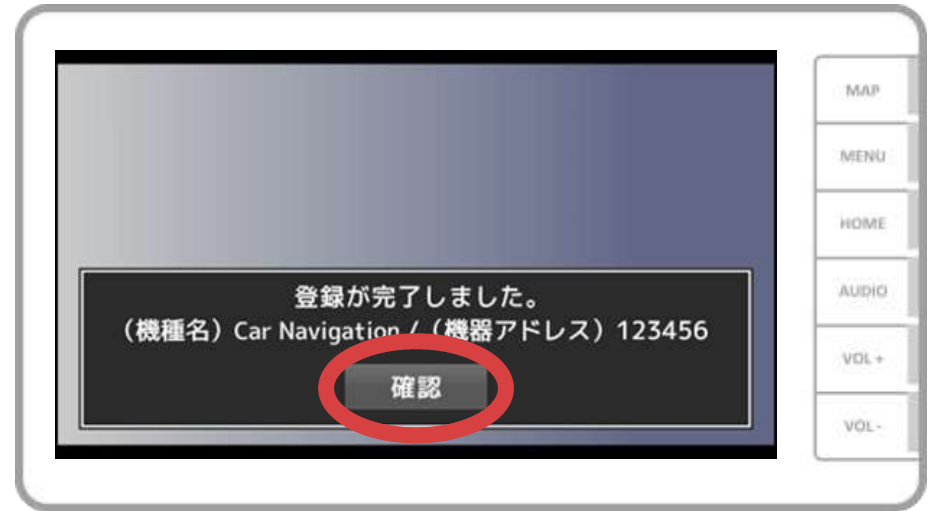 登録が完了しました。
（機種名）Car Navigation /（機器アドレス）123456
確認
MAP
MENU
HOME
AUDIO
VOL +
VOL -